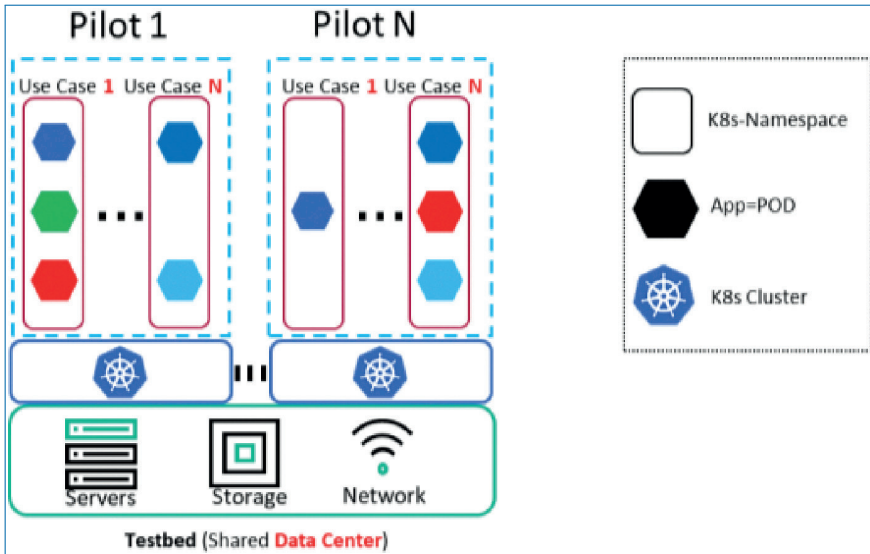 Pilot 1 Pilot N
Use Case 1 Use Case N Use Case 1 Use Case N
K8s-Namespace
App=POD
K8s Cluster
Servers Storage Network
Testbed (Shared Data Center)